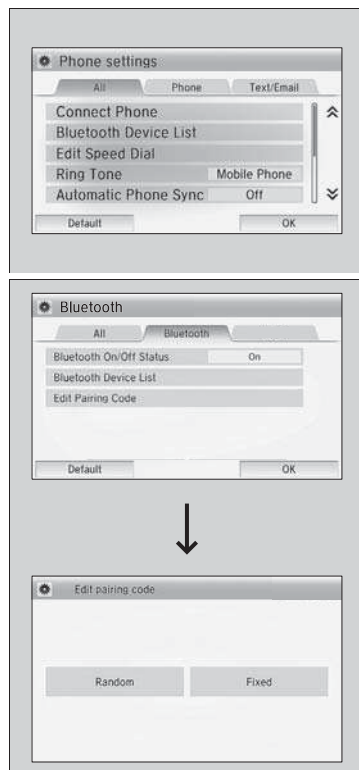 Phone settings
All Phone Text/Email
Connect Phone
Bluetooth Device List
Edit Speed Dial
Ring Tone Mobile Phone
Automatic Phone Sync Off
Default OK
Bluetooth
All Bluetooth
Bluetooth On/Off Status On
Bluetooth Device List
Edit Pairing Code
Default OK
Edit pairing code
Random Fixed